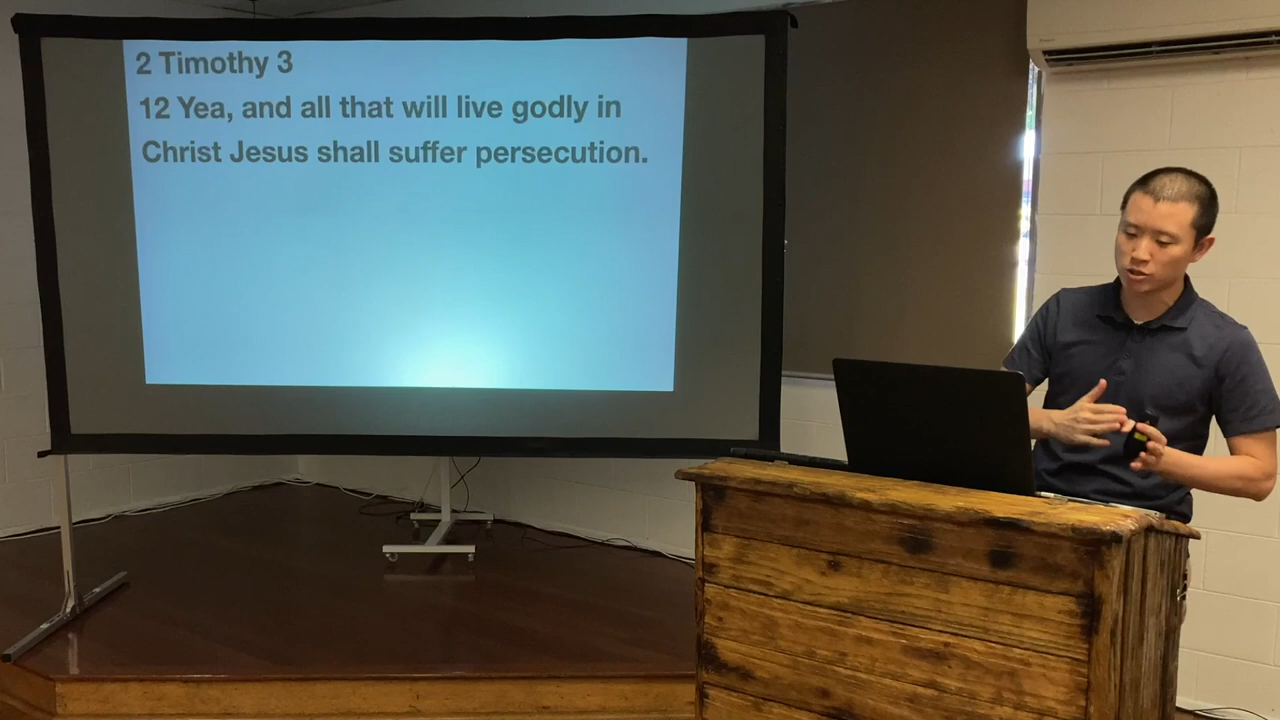 2 Timothy 3
12 Yea, and all that will live godly in
Christ Jesus shall suffer persecution.